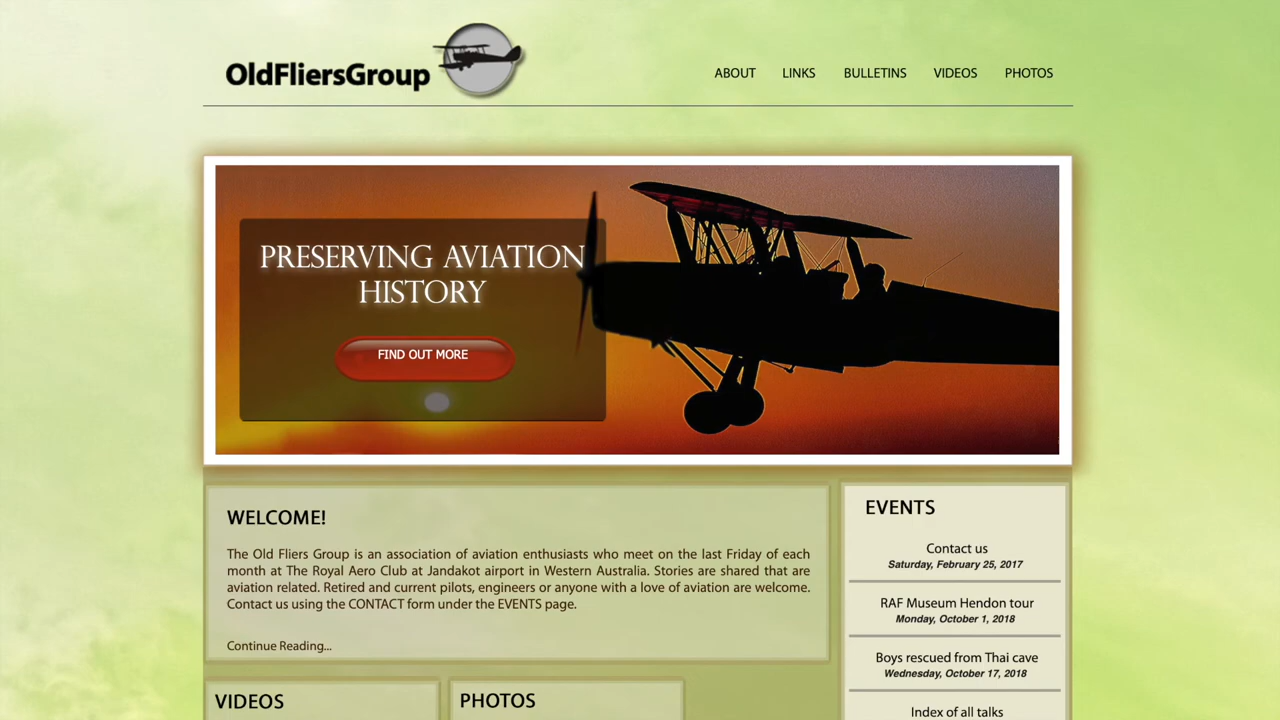 OldFliersGroup
ABOUT LINKS BULLETINS VIDEOS PHOTOS
PRESERVING AVIATION
HISTORY
FIND OUT MORE
WELCOME!
The Old Fliers Group is an association of aviation enthusiasts who meet on the last Friday of each
month at The Royal Aero Club at Jandakot airport in Western Australia. Stories are shared that are
aviation related. Retired and current pilots, engineers or anyone with a love of aviation are welcome.
Contact us using the CONTACT form under the EVENTS page.
Continue Reading...
EVENTS
Contact us
Saturday, February 25, 2017
RAF Museum Hendon tour
Monday, October 1, 2018
Boys rescued from Thai cave
Wednesday, October 17, 2018
Index of all talks
VIDEOS
PHOTOS